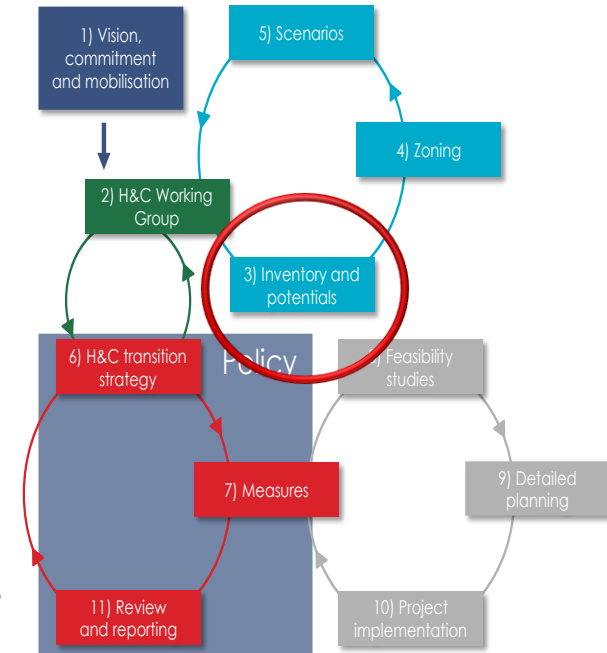 1) Vision,
commitment
and mobilisation
5) Scenarios
4) Zoning
2) H&C Working
Group
3) Inventory and
potentials
6) H&C transition
strategy
Policy
Feasibility
studies
7) Measures
9) Detailed
planning
11) Review
and reporting
10) Project
implementation